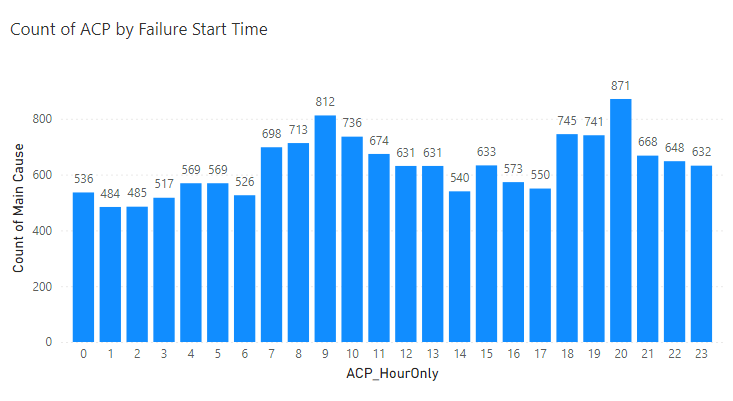 Count of ACP by Failure Start Time
871
812
745 741
736
698 713
674 668
631 631 633 648 632
569 569 573
536 526 540 550
517
484 485
800
600
400
200
0
Count of Main Cause
0 1 2 3 4 5 6 7 8 9 10 11 12 13 14 15 16 17 18 19 20 21 22 23
ACP_HourOnly